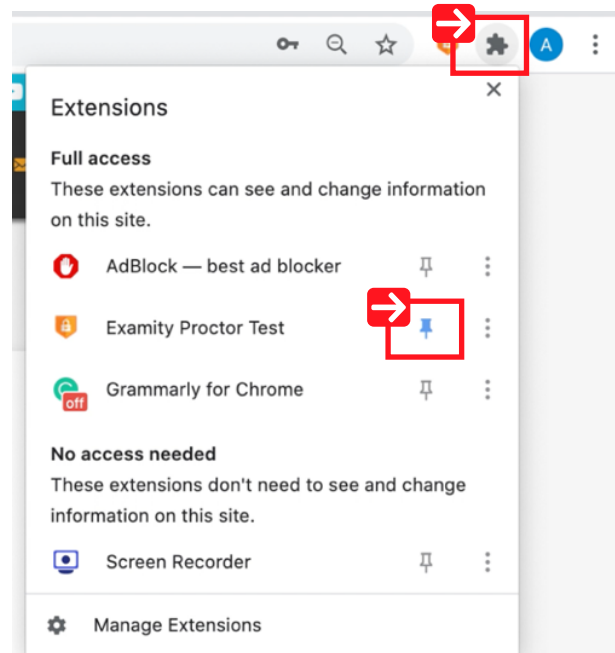 A
Extensions
Full access
These extensions can see and change information
on this site.
AdBlock — best ad blocker
Examity Proctor Test
Grammarly for Chrome
off
No access needed
These extensions don't need to see and change
information on this site.
Screen Recorder
Manage Extensions